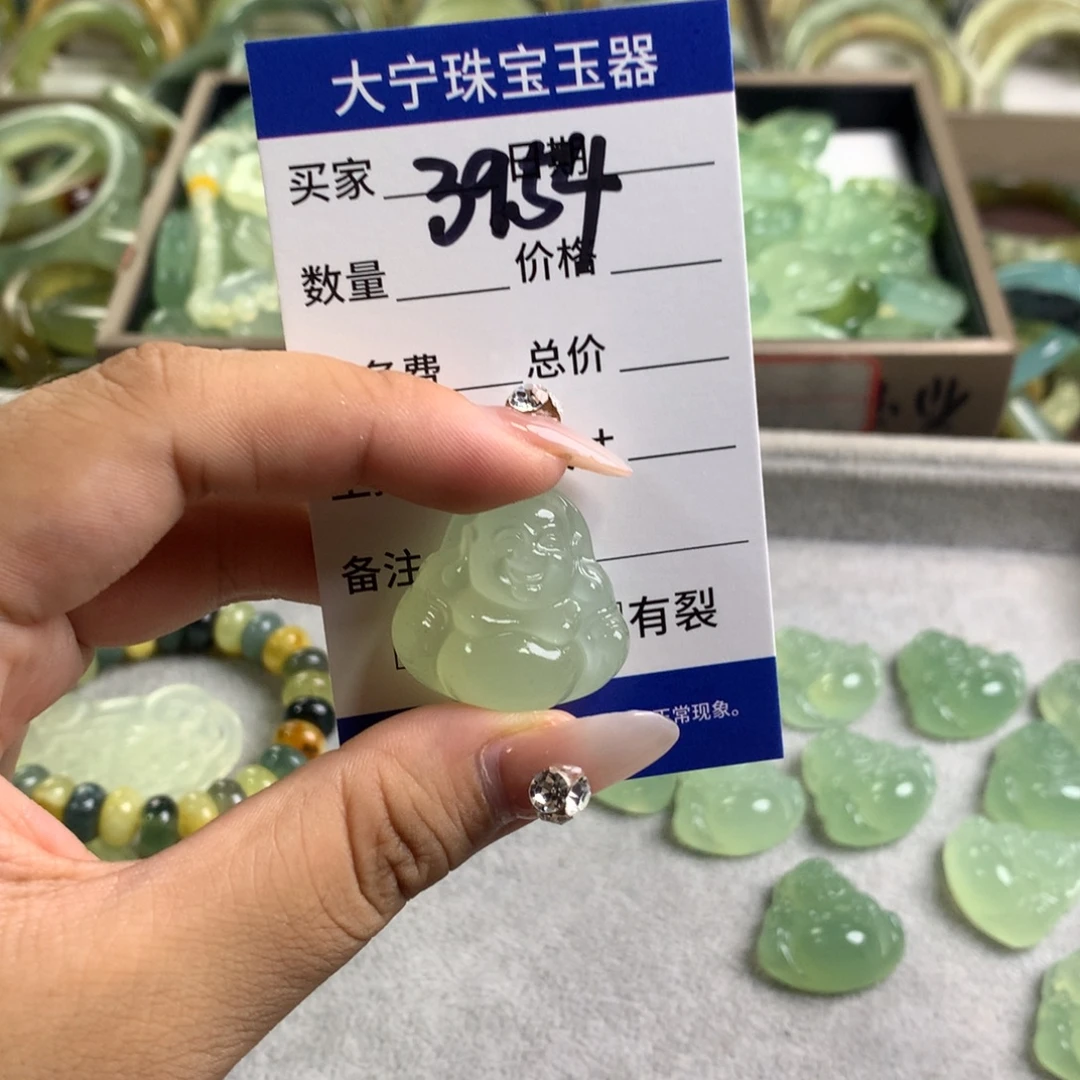 大宁珠宝玉器
买家 日期
3954
数量 价格
费 总价
备注
有裂
正常现象。